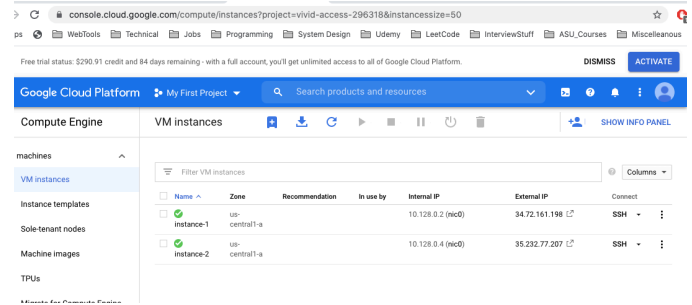 console.cloud.google.com/compute/instances?project=vivid-access-296318&instancessize=50
ps WebTools Technical Jobs Programming System Design Udemy LeetCode InterviewStuff ASU_Courses Miscelleanous
Free trial status: $290.91 credit and 84 days remaining - with a full account, you'll get unlimited access to all of Google Cloud Platform. DISMISS ACTIVATE
Google Cloud Platform My First Project Search products and resources
Compute Engine VM instances SHOW INFO PANEL
machines
Filter VM instances Columns
VM instances
Name Zone Recommendation In use by Internal IP External IP Connect
Instance templates
instance-1 us-central1-a 10.128.0.2 (nic0) 34.72.161.198 SSH
Sole-tenant nodes
instance-2 us-central1-a 10.128.0.4 (nic0) 35.232.77.207 SSH
Machine images
TPUs
Migrate for Compute Engine